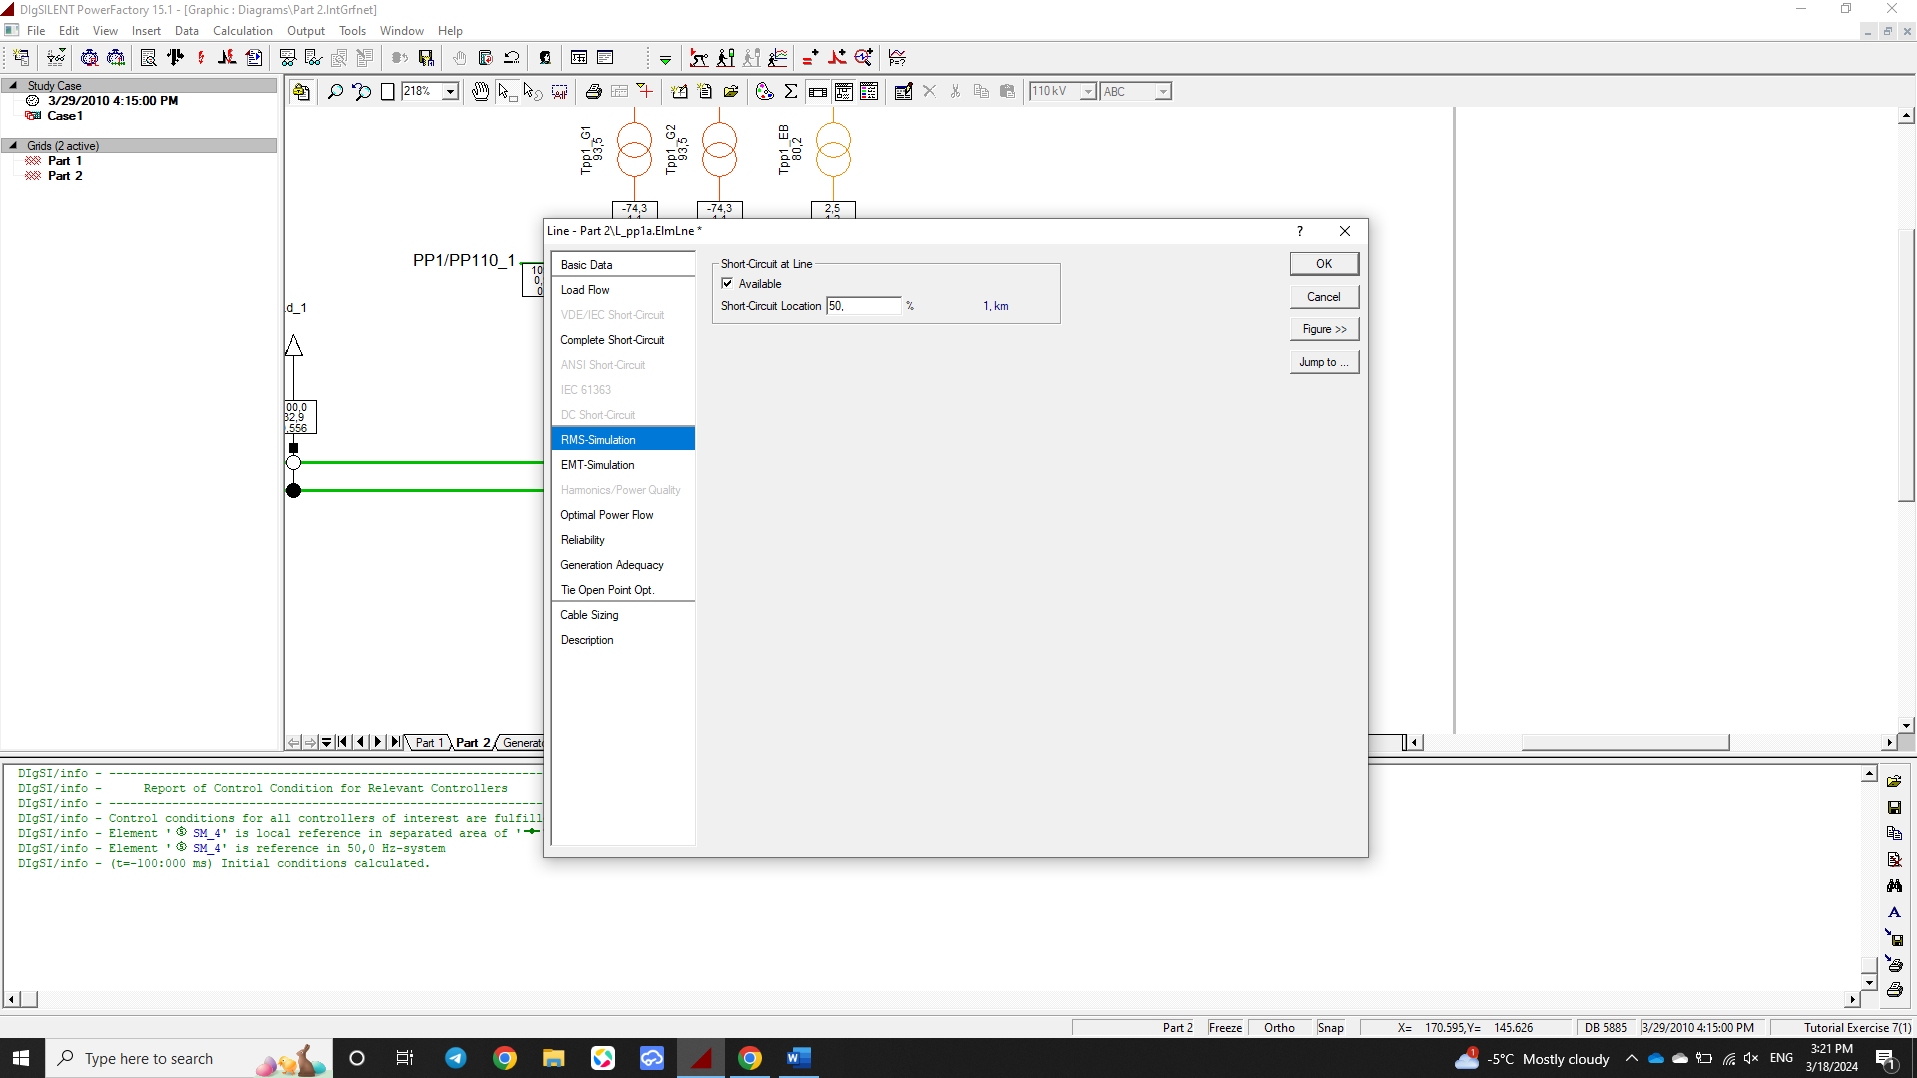 DIgSILENT PowerFactory 15.1 - [Graphic : Diagrams\Part 2.IntGrfnet]
File Edit View Insert Data Calculation Output Tools Window Help
218%
110 kV
ABC
Study Case
3/29/2010 4:15:00 PM
Case1
Grids (2 active)
Part 1
Part 2
Tpp1_G1
93,5
Tpp1_G2
93,5
Tpp1_EB
80,2
-74,3
-74,3
2,5
PP1/PP110_1
10
0,
0
.d_1
00,0
32,9
,556
Line - Part 2\L_pp1a.ElmLne *
?
Basic Data
Load Flow
VDE/IEC Short-Circuit
Complete Short-Circuit
ANSI Short-Circuit
IEC 61363
DC Short-Circuit
RMS-Simulation
EMT-Simulation
Harmonics/Power Quality
Optimal Power Flow
Reliability
Generation Adequacy
Tie Open Point Opt.
Cable Sizing
Description
Short-Circuit at Line
Available
Short-Circuit Location 50, % 1, km
OK
Cancel
Figure >>
Jump to ...
Part 1 Part 2 Generato
DIgSI/info - --------------------------------------------------------------
DIgSI/info - Report of Control Condition for Relevant Controllers
DIgSI/info - --------------------------------------------------------------
DIgSI/info - Control conditions for all controllers of interest are fulfill
DIgSI/info - Element ' SM_4' is local reference in separated area of '
DIgSI/info - Element ' SM_4' is reference in 50,0 Hz-system
DIgSI/info - (t=-100:000 ms) Initial conditions calculated.
Part 2 Freeze Ortho Snap X= 170.595,Y= 145.626 DB 5885 3/29/2010 4:15:00 PM Tutorial Exercise 7(1)
Type here to search
-5°C Mostly cloudy
ENG
3:21 PM
3/18/2024